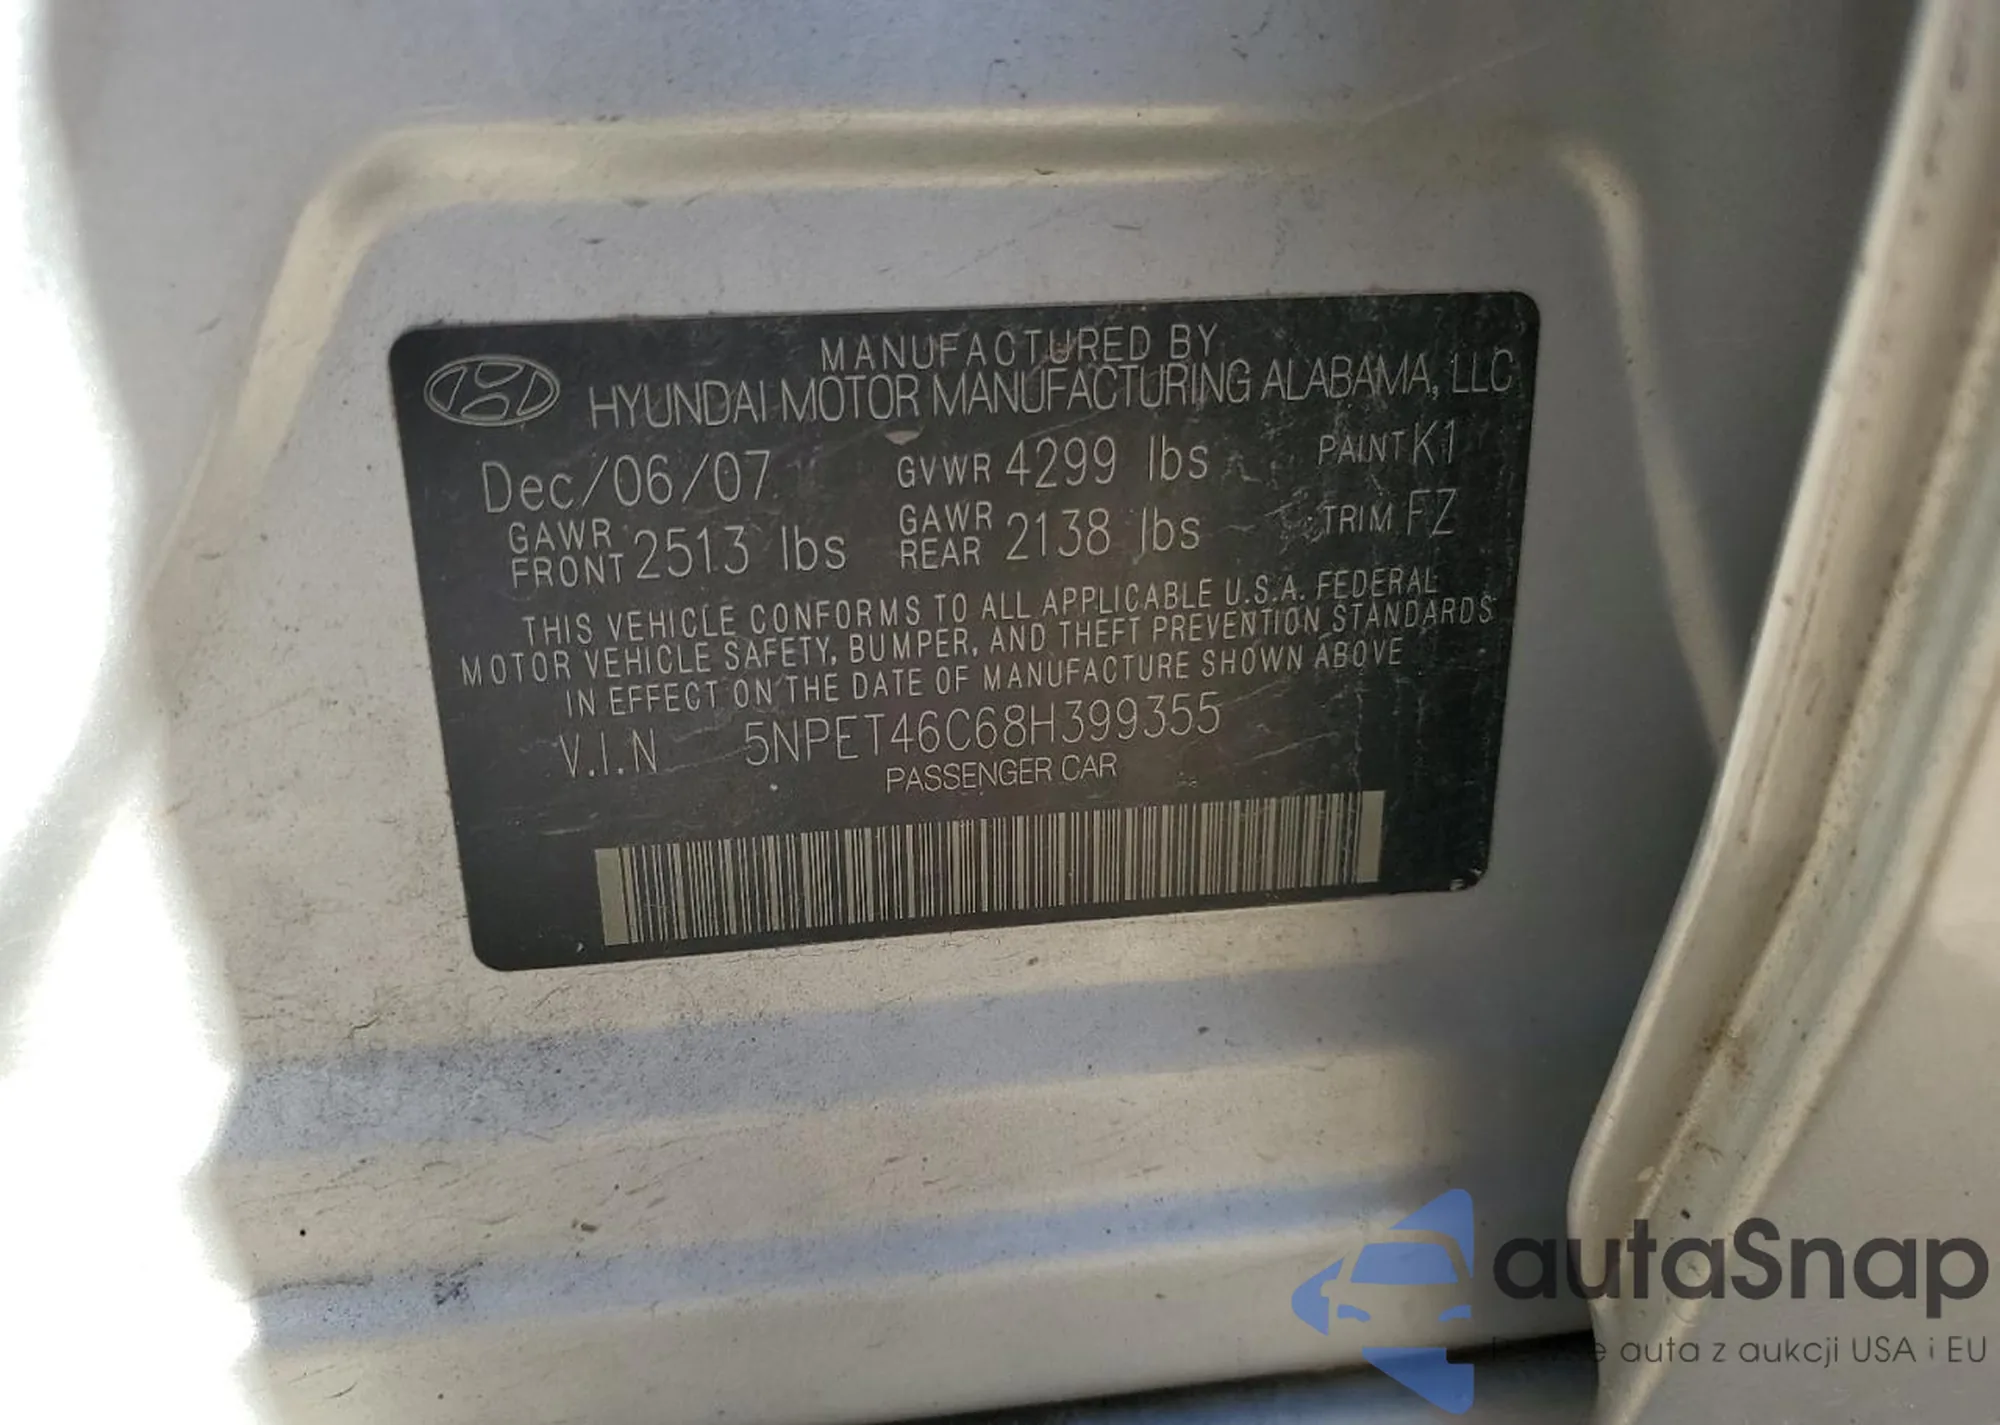 MANUFACTURED BY
HYUNDAI MOTOR MANUFACTURING ALABAMA, LLC
Dec/06/07 GVWR 4299 lbs PAINT K1
GAWR FRONT 2513 lbs GAWR REAR 2138 lbs TRIM FZ
THIS VEHICLE CONFORMS TO ALL APPLICABLE U.S.A. FEDERAL
MOTOR VEHICLE SAFETY, BUMPER, AND THEFT PREVENTION STANDARDS
IN EFFECT ON THE DATE OF MANUFACTURE SHOWN ABOVE
V.I.N 5NPET46C68H399355
PASSENGER CAR
autaSnap
auta z aukcji USA i EU